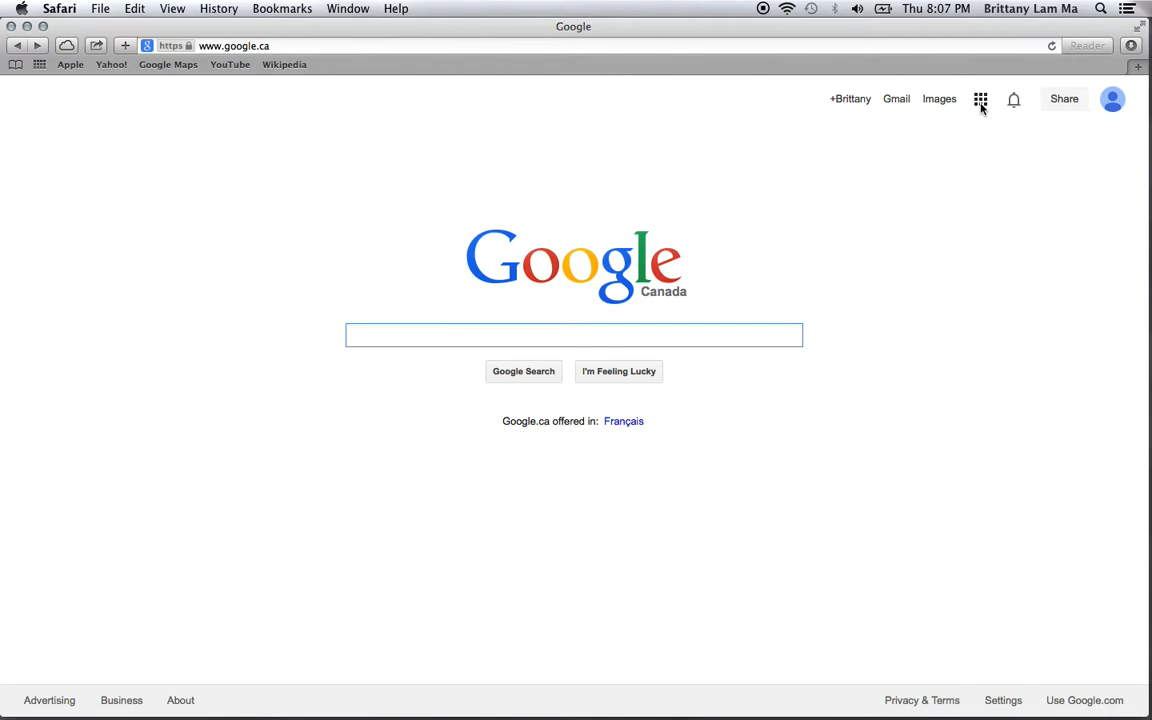 Safari File Edit View History Bookmarks Window Help Thu 8:07 PM Brittany Lam Ma
Google
https www.google.ca Reader
Apple Yahoo! Google Maps YouTube Wikipedia
+Brittany Gmail Images Share
Google
Canada
Google Search I'm Feeling Lucky
Google.ca offered in: Français
Advertising Business About Privacy & Terms Settings Use Google.com